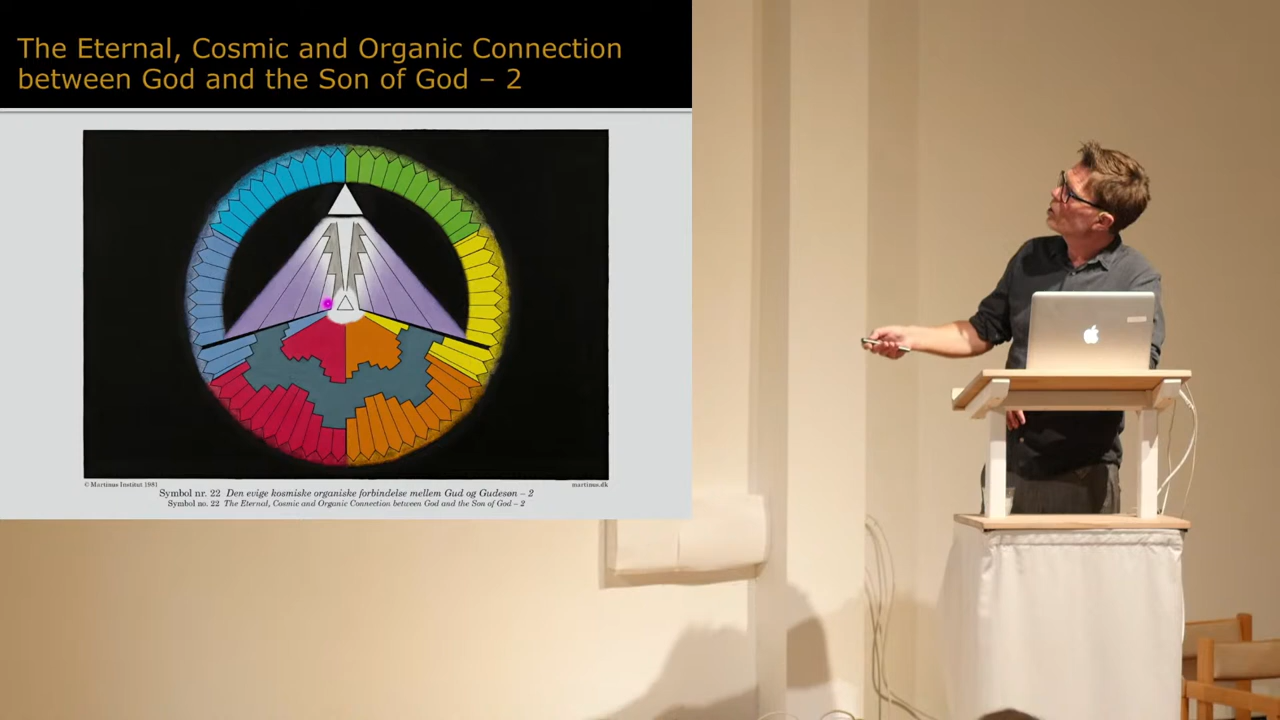 The Eternal, Cosmic and Organic Connection
between God and the Son of God – 2
© Martinus Institut 1981
martinus.dk
Symbol nr. 22 Den evige kosmiske organiske forbindelse mellem Gud og Gudesøn – 2
Symbol no. 22 The Eternal, Cosmic and Organic Connection between God and the Son of God – 2